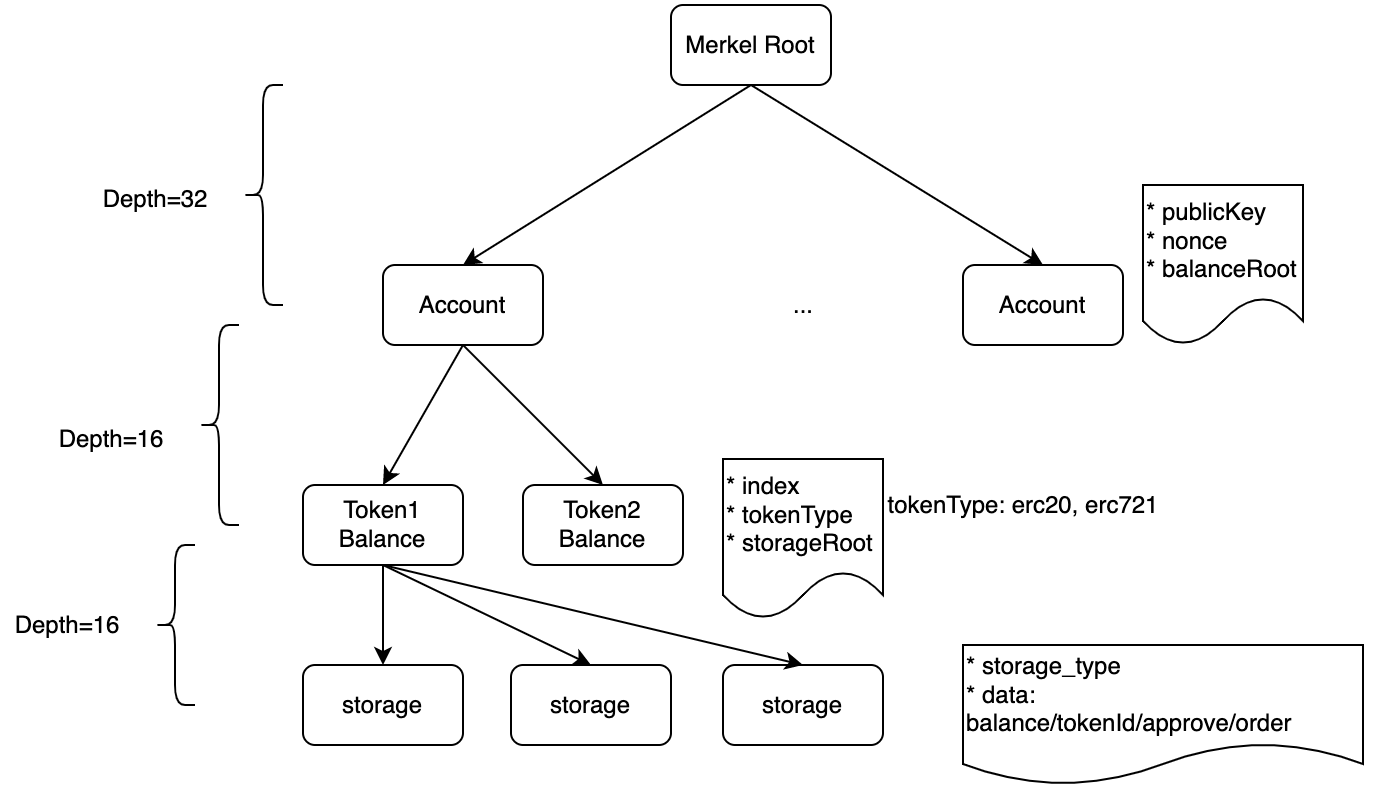 Merkel Root
Depth=32
* publicKey
* nonce
* balanceRoot
Account
...
Account
Depth=16
Token1
Balance
Token2
Balance
* index
* tokenType
* storageRoot
tokenType: erc20, erc721
Depth=16
storage
storage
storage
* storage_type
* data:
balance/tokenId/approve/order